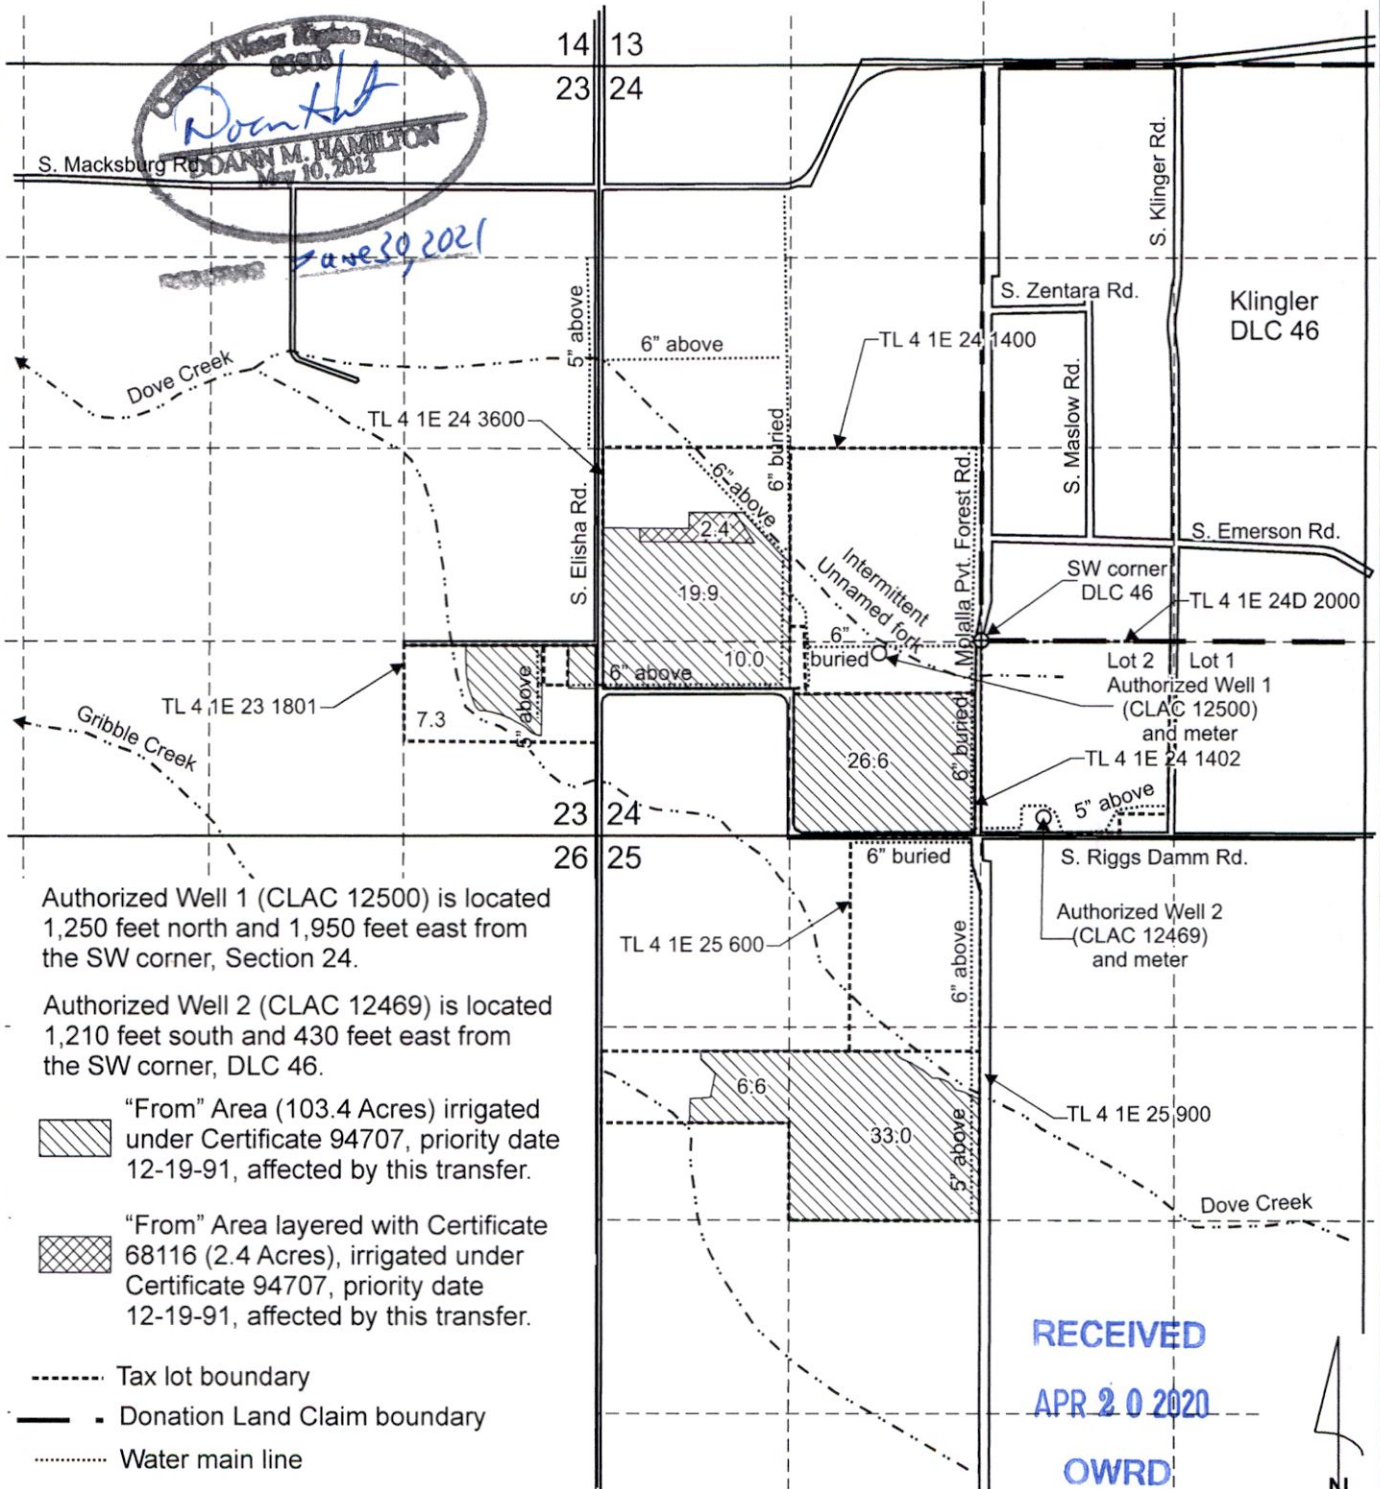 14 13
23 24
Certified Water Rights Examiner
DOANN M. HAMILTON
May 10, 2012
June 30, 2021
S. Macksburg Rd.
S. Klinger Rd.
S. Zentara Rd.
Klingler
DLC 46
5" above
6" above
TL 4 1E 24 1400
Dove Creek
S. Maslow Rd.
TL 4 1E 24 3600
6" buried
6" above
Molalla Pvt. Forest Rd.
S. Elisha Rd.
2.4
S. Emerson Rd.
Intermittent
Unnamed fork
SW corner
DLC 46
TL 4 1E 24D 2000
19.9
6"
buried
10.0
6" above
Lot 2
Lot 1
Authorized Well 1
(CLAC 12500)
and meter
TL 4 1E 23 1801
7.3
5" above
Gribble Creek
26.6
6" buried
TL 4 1E 24 1402
5" above
23 24
26 25
6" buried
S. Riggs Damm Rd.
Authorized Well 1 (CLAC 12500) is located
1,250 feet north and 1,950 feet east from
the SW corner, Section 24.
TL 4 1E 25 600
6" above
Authorized Well 2
(CLAC 12469)
and meter
Authorized Well 2 (CLAC 12469) is located
1,210 feet south and 430 feet east from
the SW corner, DLC 46.
6.6
33.0
5" above
TL 4 1E 25 900
"From" Area (103.4 Acres) irrigated
under Certificate 94707, priority date
12-19-91, affected by this transfer.
Dove Creek
"From" Area layered with Certificate
68116 (2.4 Acres), irrigated under
Certificate 94707, priority date
12-19-91, affected by this transfer.
RECEIVED
APR 20 2020
OWRD
Tax lot boundary
Donation Land Claim boundary
Water main line
N